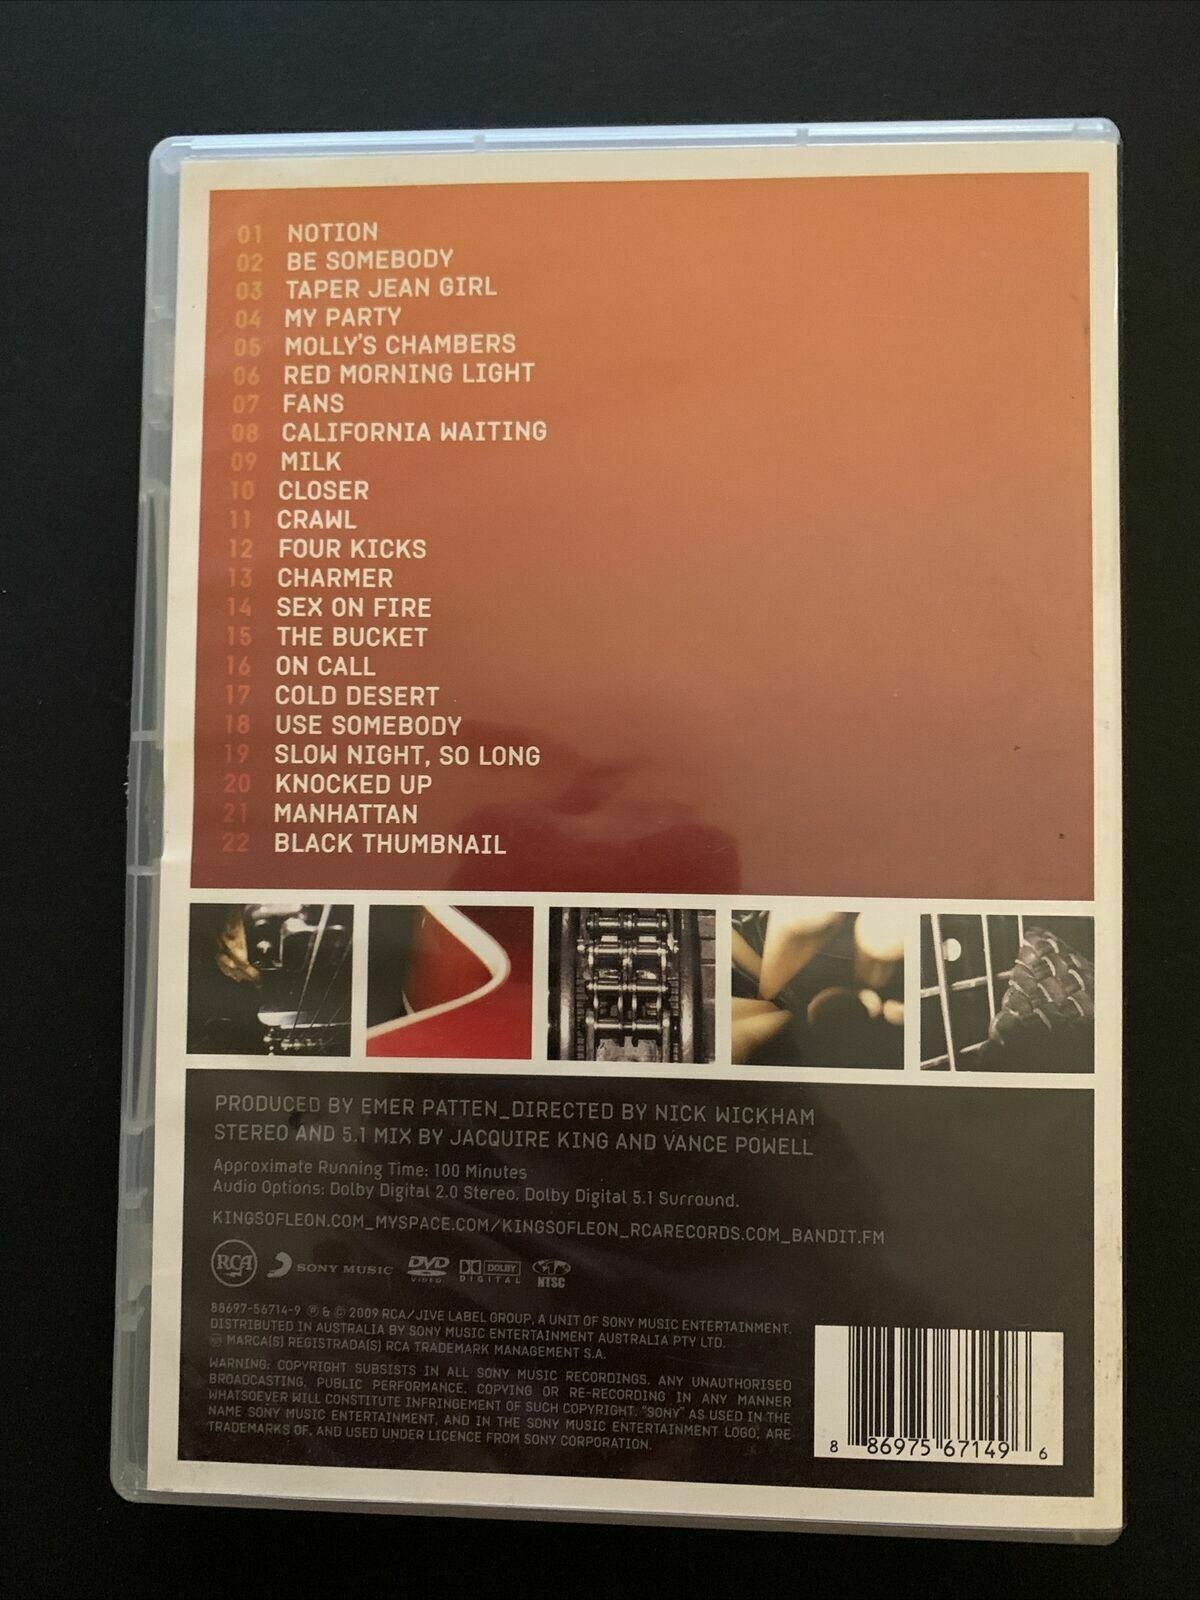 01 NOTION
02 BE SOMEBODY
03 TAPER JEAN GIRL
04 MY PARTY
05 MOLLY'S CHAMBERS
06 RED MORNING LIGHT
07 FANS
08 CALIFORNIA WAITING
09 MILK
10 CLOSER
11 CRAWL
12 FOUR KICKS
13 CHARMER
14 SEX ON FIRE
15 THE BUCKET
16 ON CALL
17 COLD DESERT
18 USE SOMEBODY
19 SLOW NIGHT, SO LONG
20 KNOCKED UP
21 MANHATTAN
22 BLACK THUMBNAIL
PRODUCED BY EMER PATTEN_DIRECTED BY NICK WICKHAM
STEREO AND 5.1 MIX BY JACQUIRE KING AND VANCE POWELL
Approximate Running Time: 100 Minutes
Audio Options: Dolby Digital 2.0 Stereo. Dolby Digital 5.1 Surround.
KINGSOFLEON.COM_MYSPACE.COM/KINGSOFLEON_RCARECORDS.COM_BANDIT.FM
RCA SONY MUSIC DVD VIDEO DOLBY DIGITAL NTSC
88697-56714-9 ℗ & © 2009 RCA/JIVE LABEL GROUP, A UNIT OF SONY MUSIC ENTERTAINMENT.
DISTRIBUTED IN AUSTRALIA BY SONY MUSIC ENTERTAINMENT AUSTRALIA PTY LTD.
MARCA(S) REGISTRADA(S) RCA TRADEMARK MANAGEMENT S.A.
WARNING: COPYRIGHT SUBSISTS IN ALL SONY MUSIC RECORDINGS. ANY UNAUTHORISED
BROADCASTING, PUBLIC PERFORMANCE, COPYING OR RE-RECORDING IN ANY MANNER
WHATSOEVER WILL CONSTITUTE INFRINGEMENT OF SUCH COPYRIGHT. "SONY" AS USED IN THE
NAME SONY MUSIC ENTERTAINMENT, AND IN THE SONY MUSIC ENTERTAINMENT LOGO, ARE
TRADEMARKS OF, AND USED UNDER LICENCE FROM SONY CORPORATION.
8 86975 67149 6